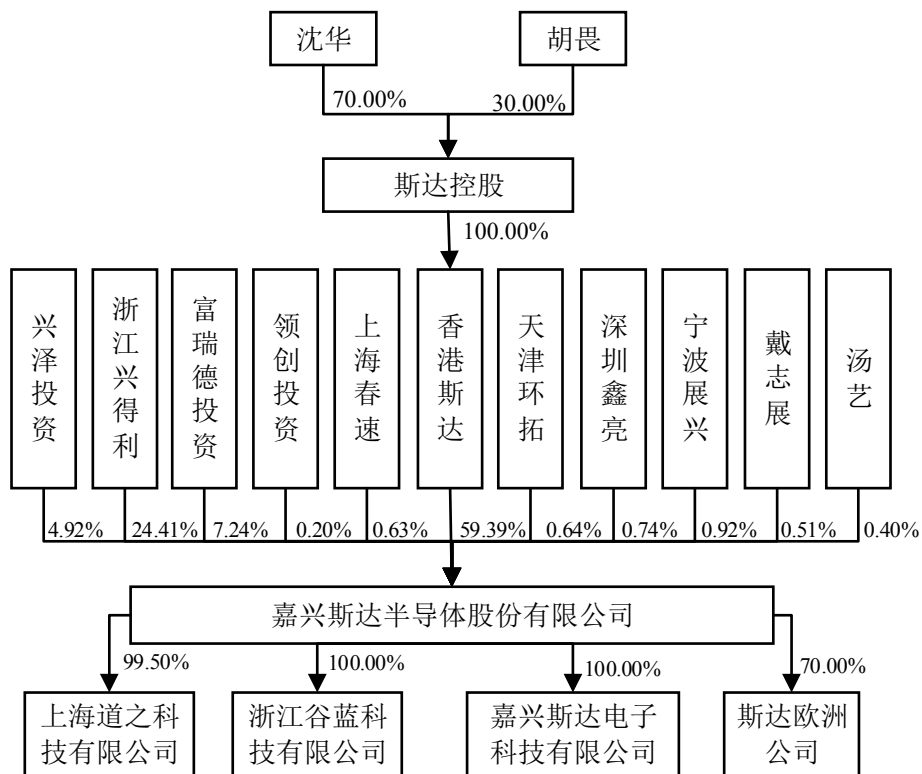 沈华
胡畏
70.00%
30.00%
斯达控股
100.00%
兴泽投资
浙江兴得利
富瑞德投资
领创投资
上海春速
香港斯达
天津环拓
深圳鑫亮
宁波展兴
戴志展
汤艺
4.92%
24.41%
7.24%
0.20%
0.63%
59.39%
0.64%
0.74%
0.92%
0.51%
0.40%
嘉兴斯达半导体股份有限公司
99.50%
100.00%
100.00%
70.00%
上海道之科
技有限公司
浙江谷蓝科
技有限公司
嘉兴斯达电子
科技有限公司
斯达欧洲
公司